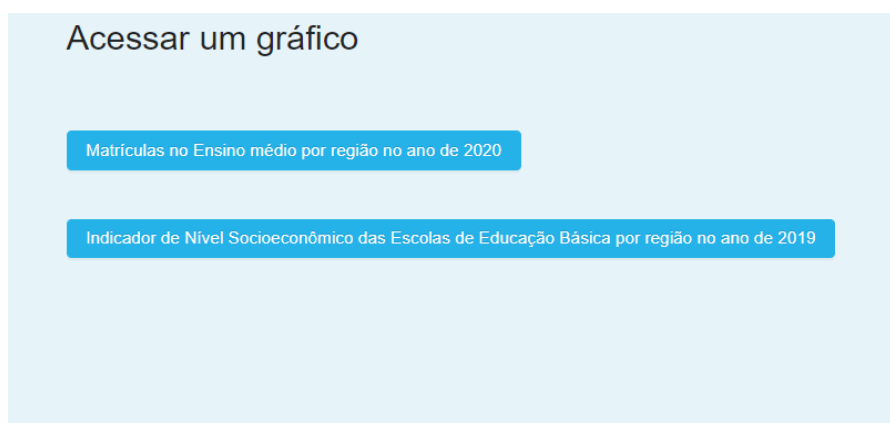 Acessar um gráfico
Matrículas no Ensino médio por região no ano de 2020
Indicador de Nível Socioeconômico das Escolas de Educação Básica por região no ano de 2019